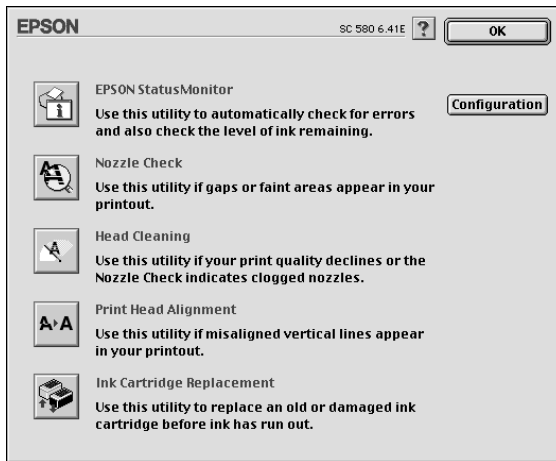 EPSON
SC 580 6.41E
?
OK
EPSON StatusMonitor
Use this utility to automatically check for errors
and also check the level of ink remaining.
Configuration
Nozzle Check
Use this utility if gaps or faint areas appear in your
printout.
Head Cleaning
Use this utility if your print quality declines or the
Nozzle Check indicates clogged nozzles.
Print Head Alignment
Use this utility if misaligned vertical lines appear
in your printout.
Ink Cartridge Replacement
Use this utility to replace an old or damaged ink
cartridge before ink has run out.